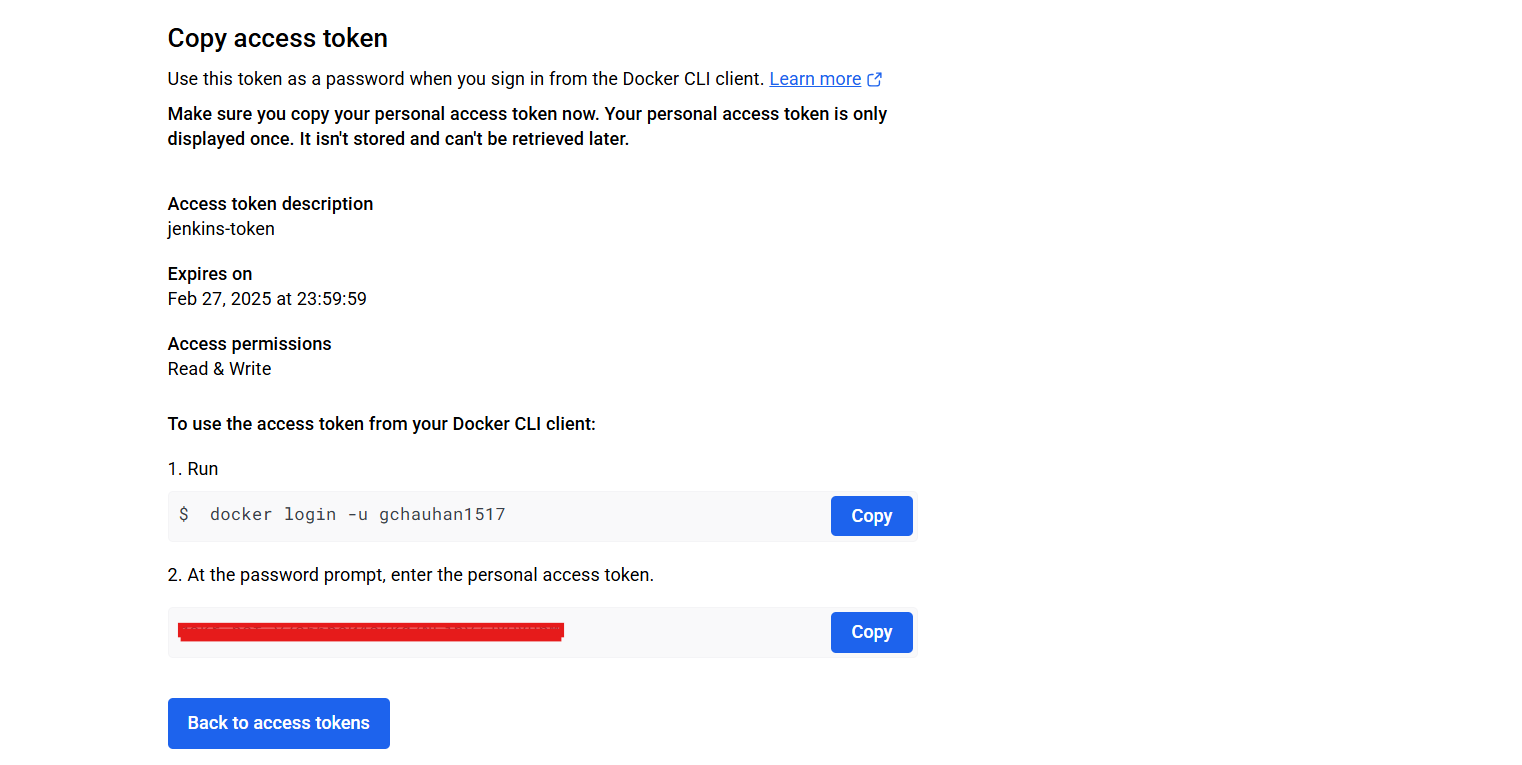 Copy access token
Use this token as a password when you sign in from the Docker CLI client. Learn more
Make sure you copy your personal access token now. Your personal access token is only
displayed once. It isn't stored and can't be retrieved later.
Access token description
jenkins-token
Expires on
Feb 27, 2025 at 23:59:59
Access permissions
Read & Write
To use the access token from your Docker CLI client:
1. Run
$ docker login -u gchauhan1517
Copy
2. At the password prompt, enter the personal access token.
Copy
Back to access tokens